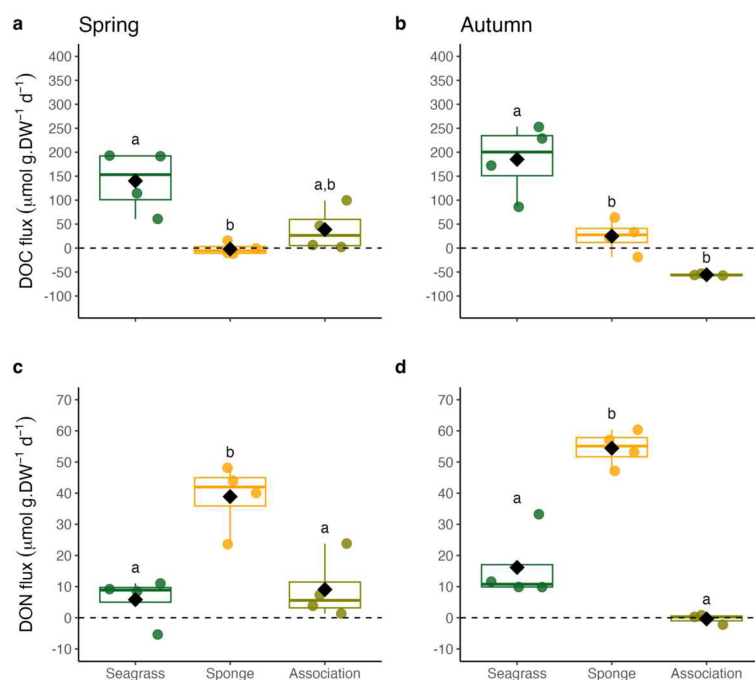 a Spring
b Autumn
DOC flux (μmol g.DW⁻¹ d⁻¹)
400
350
300
250
200
150
100
50
0
-50
-100
a
b
a,b
400
350
300
250
200
150
100
50
0
-50
-100
a
b
b
c
d
DON flux (μmol g.DW⁻¹ d⁻¹)
70
60
50
40
30
20
10
0
-10
a
b
a
Seagrass Sponge Association
70
60
50
40
30
20
10
0
-10
a
b
a
Seagrass Sponge Association